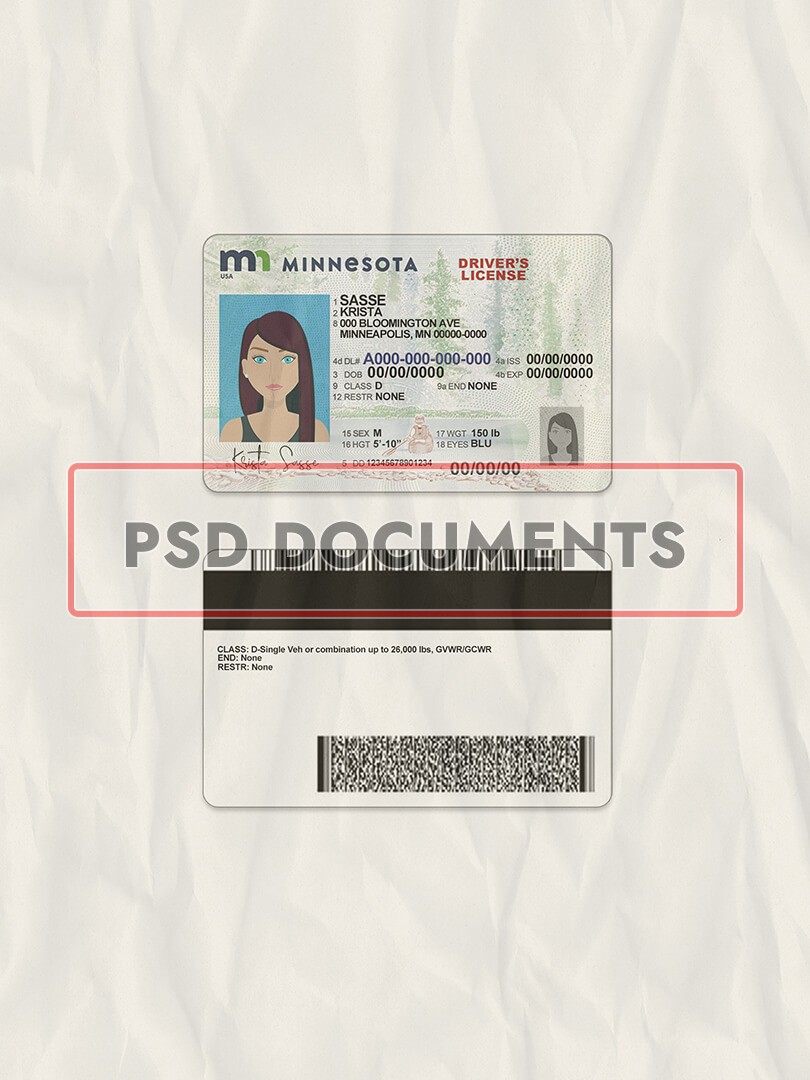 mn MINNESOTA
USA
DRIVER'S
LICENSE
1 SASSE
2 KRISTA
8 000 BLOOMINGTON AVE
MINNEAPOLIS, MN 00000-0000
4d DL# A000-000-000-000 4a ISS 00/00/0000
3 DOB 00/00/0000 4b EXP 00/00/0000
9 CLASS D 9a END NONE
12 RESTR NONE
15 SEX M 17 WGT 150 lb
16 HGT 5'-10" 18 EYES BLU
5 DD 12345678901234 00/00/00
Krista Sasse
PSD DOCUMENTS
CLASS: D-Single Veh or combination up to 26,000 lbs, GVWR/GCWR
END: None
RESTR: None